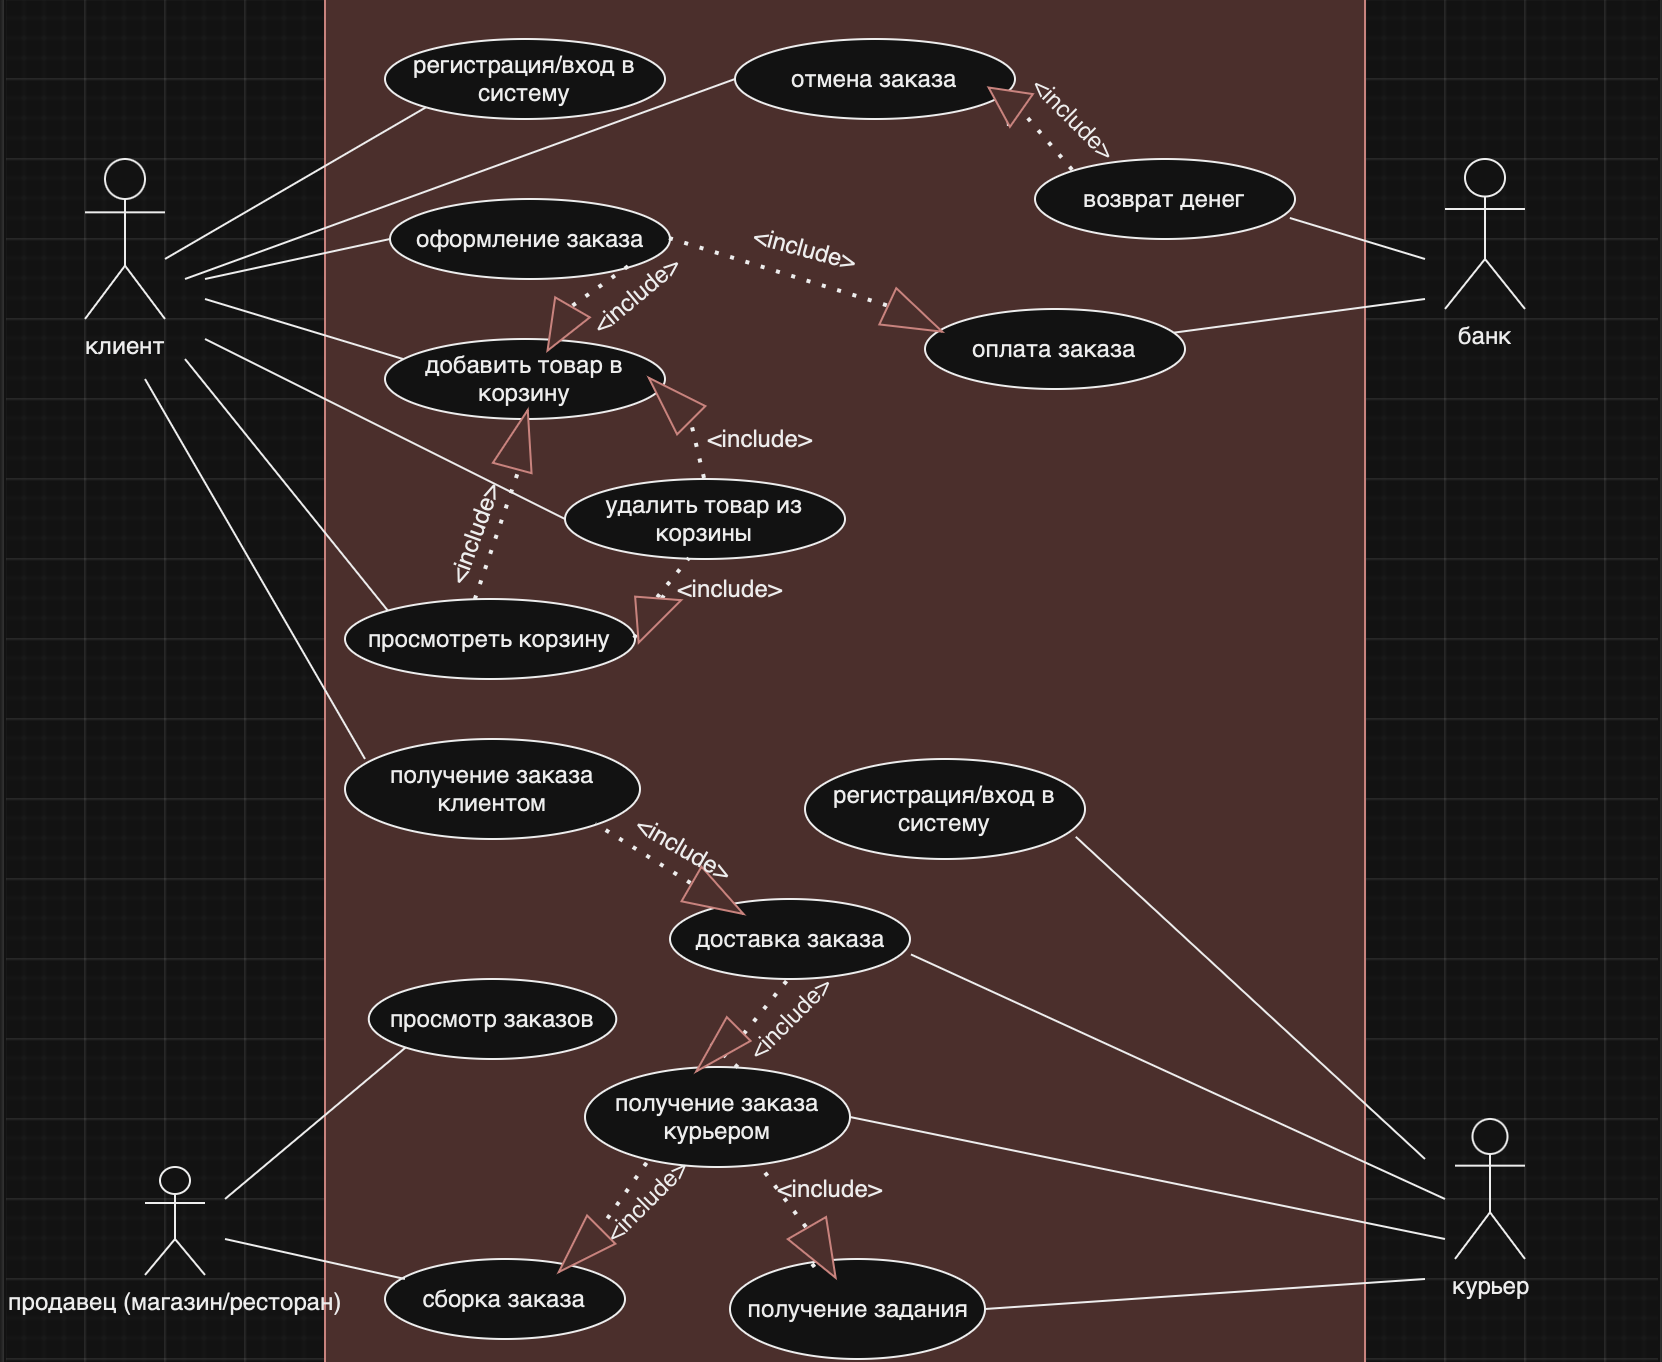 регистрация/вход в
систему
отмена заказа
<include>
возврат денег
оформление заказа
<include>
<include>
клиент
банк
оплата заказа
добавить товар в
корзину
<include>
удалить товар из
корзины
<include>
<include>
просмотреть корзину
получение заказа
клиентом
регистрация/вход в
систему
<include>
доставка заказа
просмотр заказов
<include>
получение заказа
курьером
<include>
<include>
продавец (магазин/ресторан)
сборка заказа
получение задания
курьер